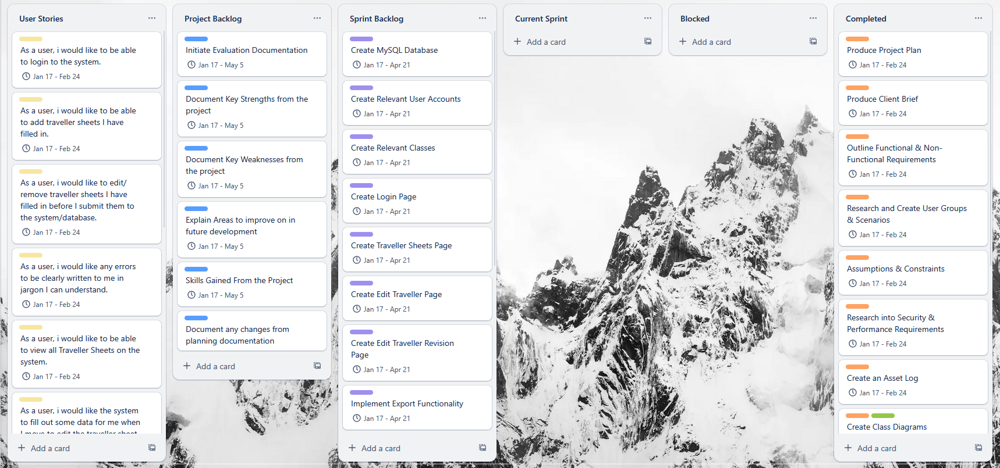 User Stories
As a user, i would like to be able
to login to the system.
Jan 17 - Feb 24
As a user, i would like to be able
to add traveller sheets I have
filled in.
Jan 17 - Feb 24
As a user, i would like to edit/
remove traveller sheets I have
filled in before I submit them to
the system/database.
Jan 17 - Feb 24
As a user, i would like any errors
to be clearly written to me in
jargon I can understand.
Jan 17 - Feb 24
As a user, i would like to be able
to view all Traveller Sheets on the
system.
Jan 17 - Feb 24
As a user, i would like the system
to fill out some data for me when
I move to edit the traveller sheet
Add a card
Project Backlog
Initiate Evaluation Documentation
Jan 17 - May 5
Document Key Strengths from the
project
Jan 17 - May 5
Document Key Weaknesses from
the project
Jan 17 - May 5
Explain Areas to improve on in
future development
Jan 17 - May 5
Skills Gained From the Project
Jan 17 - May 5
Document any changes from
planning documentation
Add a card
Sprint Backlog
Create MySQL Database
Jan 17 - Apr 21
Create Relevant User Accounts
Jan 17 - Apr 21
Create Relevant Classes
Jan 17 - Apr 21
Create Login Page
Jan 17 - Apr 21
Create Traveller Sheets Page
Jan 17 - Apr 21
Create Edit Traveller Page
Jan 17 - Apr 21
Create Edit Traveller Revision
Page
Jan 17 - Apr 21
Implement Export Functionality
Jan 17 - Apr 21
Add a card
Current Sprint
Add a card
Blocked
Add a card
Completed
Produce Project Plan
Jan 17 - Feb 24
Produce Client Brief
Jan 17 - Feb 24
Outline Functional & Non-
Functional Requirements
Jan 17 - Feb 24
Research and Create User Groups
& Scenarios
Jan 17 - Feb 24
Assumptions & Constraints
Jan 17 - Feb 24
Research into Security &
Performance Requirements
Jan 17 - Feb 24
Create an Asset Log
Jan 17 - Feb 24
Create Class Diagrams
Add a card